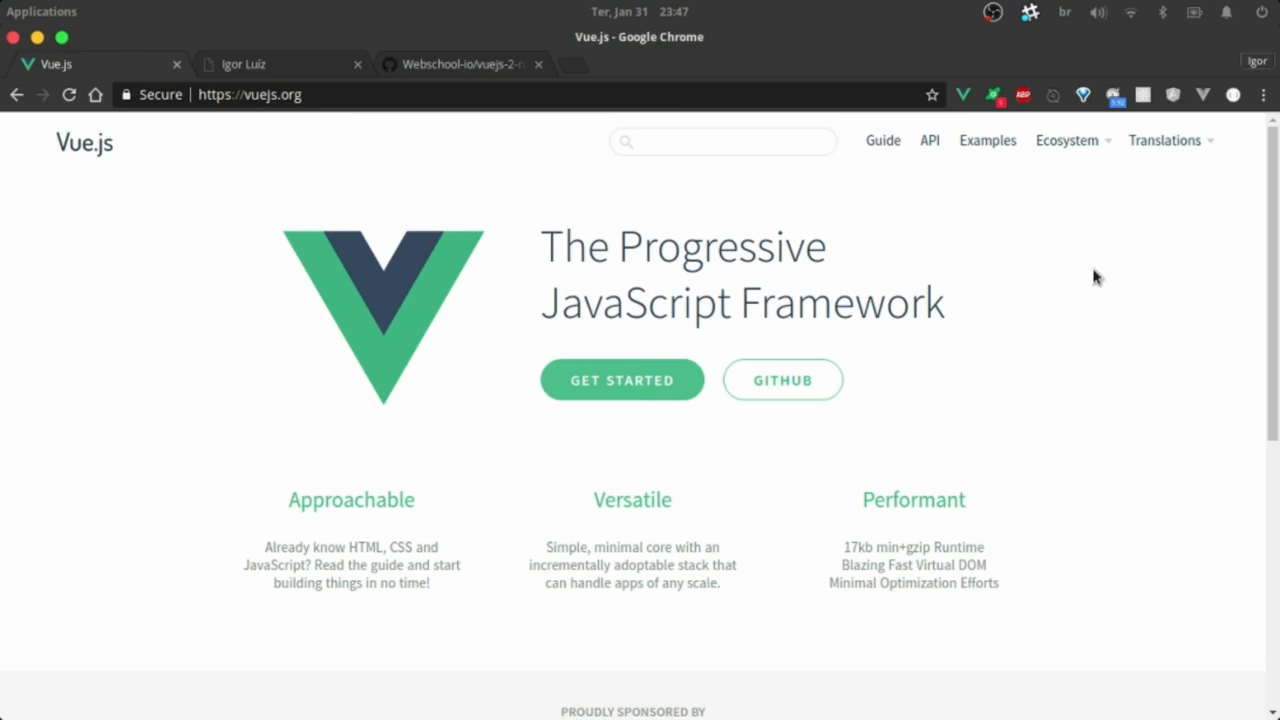 Applications
Ter, Jan 31 23:47
br
Vue.js - Google Chrome
Vue.js
Igor Luiz
Webschool-io/vuejs-2-n
Igor
Secure
https://vuejs.org
1
ABP
Vue.js
Guide
API
Examples
Ecosystem
Translations
The Progressive
JavaScript Framework
GET STARTED
GITHUB
Approachable
Already know HTML, CSS and
JavaScript? Read the guide and start
building things in no time!
Versatile
Simple, minimal core with an
incrementally adoptable stack that
can handle apps of any scale.
Performant
17kb min+gzip Runtime
Blazing Fast Virtual DOM
Minimal Optimization Efforts
PROUDLY SPONSORED BY